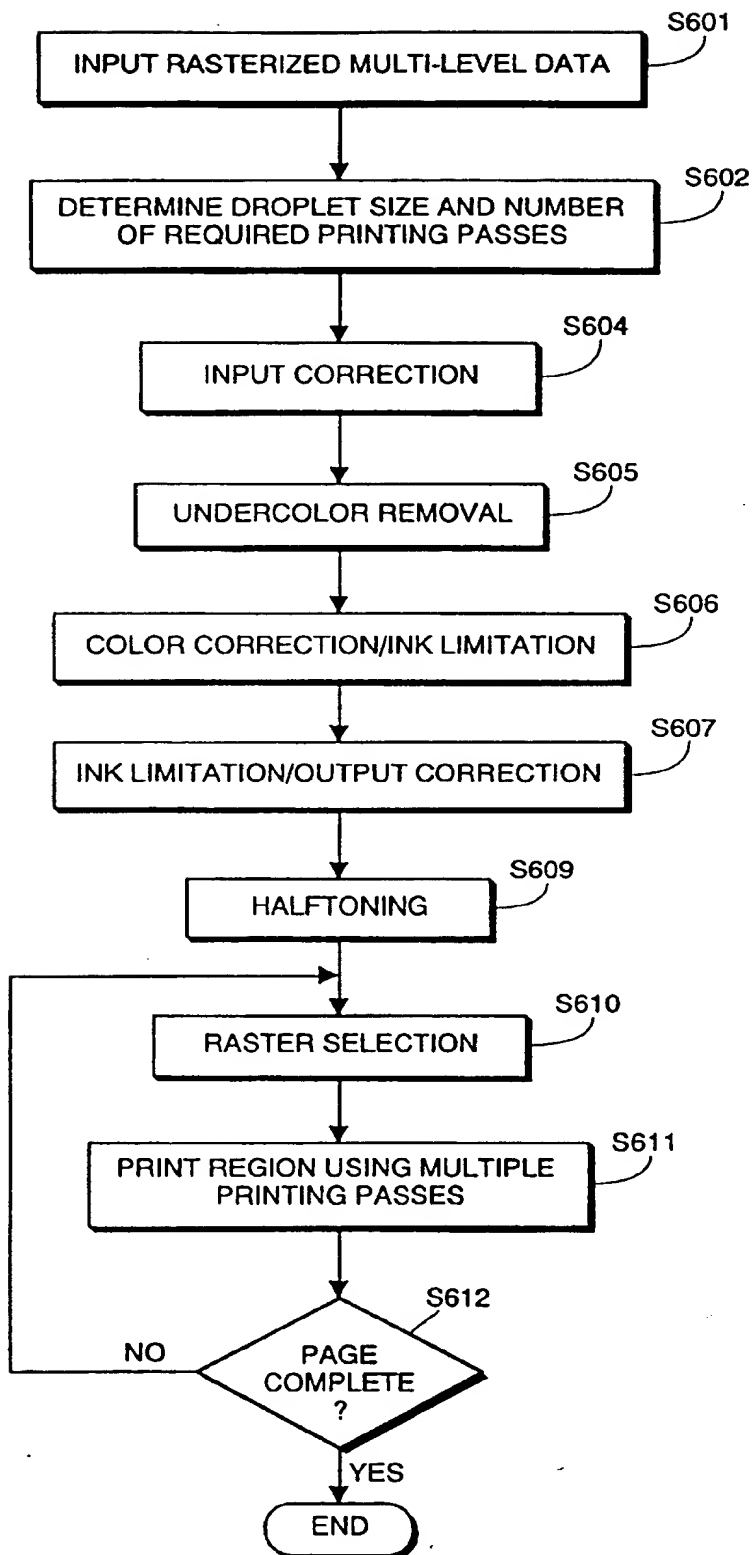 S601
INPUT RASTERIZED MULTI-LEVEL DATA
S602
DETERMINE DROPLET SIZE AND NUMBER
OF REQUIRED PRINTING PASSES
S604
INPUT CORRECTION
S605
UNDERCOLOR REMOVAL
S606
COLOR CORRECTION/INK LIMITATION
S607
INK LIMITATION/OUTPUT CORRECTION
S609
HALFTONING
S610
RASTER SELECTION
S611
PRINT REGION USING MULTIPLE
PRINTING PASSES
S612
NO
PAGE
COMPLETE
?
YES
END